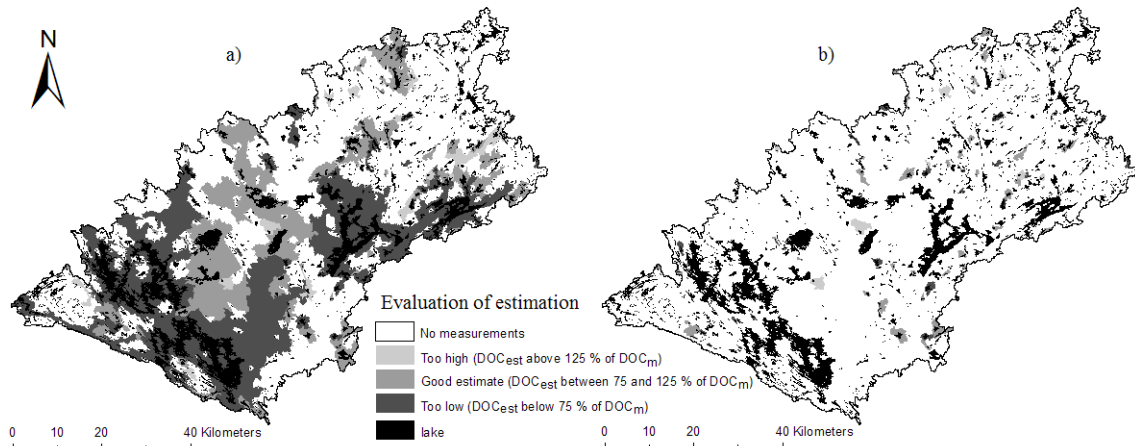 N
a)
b)
Evaluation of estimation
No measurements
Too high (DOCest above 125 % of DOCm)
Good estimate (DOCest between 75 and 125 % of DOCm)
Too low (DOCest below 75 % of DOCm)
lake
0 10 20 40 Kilometers
0 10 20 40 Kilometers